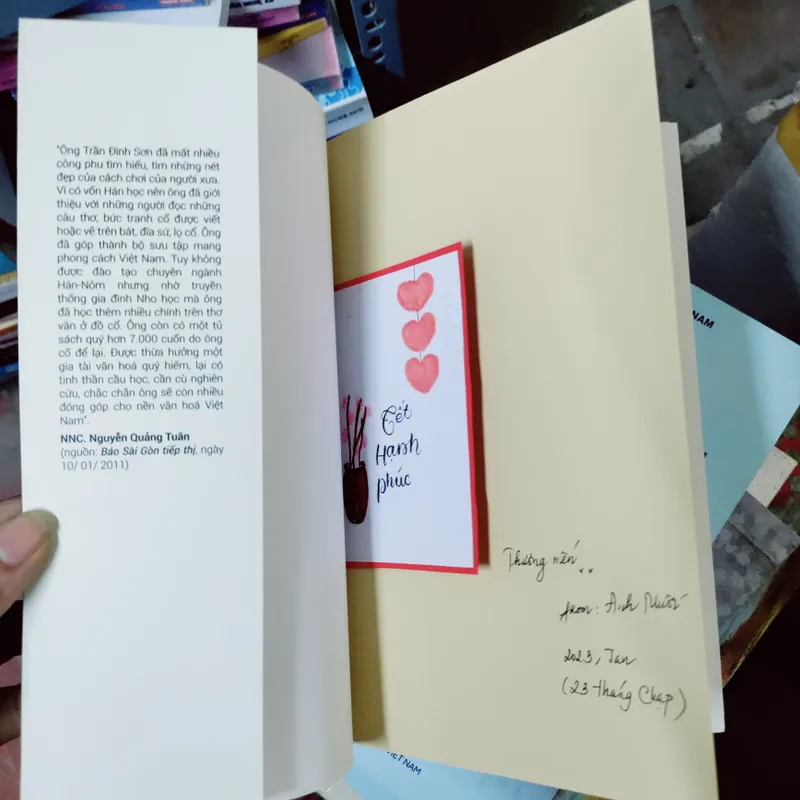 "Ông Trần Đình Sơn đã mất nhiều
công phu tìm hiểu, tìm những nét
đẹp của cách chơi của người xưa.
Vì có vốn Hán học nên ông đã giới
thiệu với những người đọc những
câu thơ, bức tranh cổ được viết
hoặc vẽ trên bát, đĩa sứ, lọ cổ. Ông
đã góp thành bộ sưu tập mang
phong cách Việt Nam. Tuy không
được đào tạo chuyên ngành
Hán-Nôm nhưng nhờ truyền
thống gia đình Nho học mà ông
đã học thêm nhiều chính trên thơ
văn ở đồ cổ. Ông còn có một tủ
sách quý hơn 7.000 cuốn do ông
cố để lại. Được thừa hưởng một
gia tài văn hoá quý hiếm, lại có
tinh thần cầu học, cần cù nghiên
cứu, chắc chắn ông sẽ còn nhiều
đóng góp cho nền văn hoá Việt
Nam".
NNC. Nguyễn Quảng Tuân
(nguồn: Báo Sài Gòn tiếp thị, ngày
10/ 01/ 2011)
Tết
Hạnh
phúc
Thương mến..
from: Anh
2023, Jan
(23 tháng Chạp)
NAM
VIỆT NAM